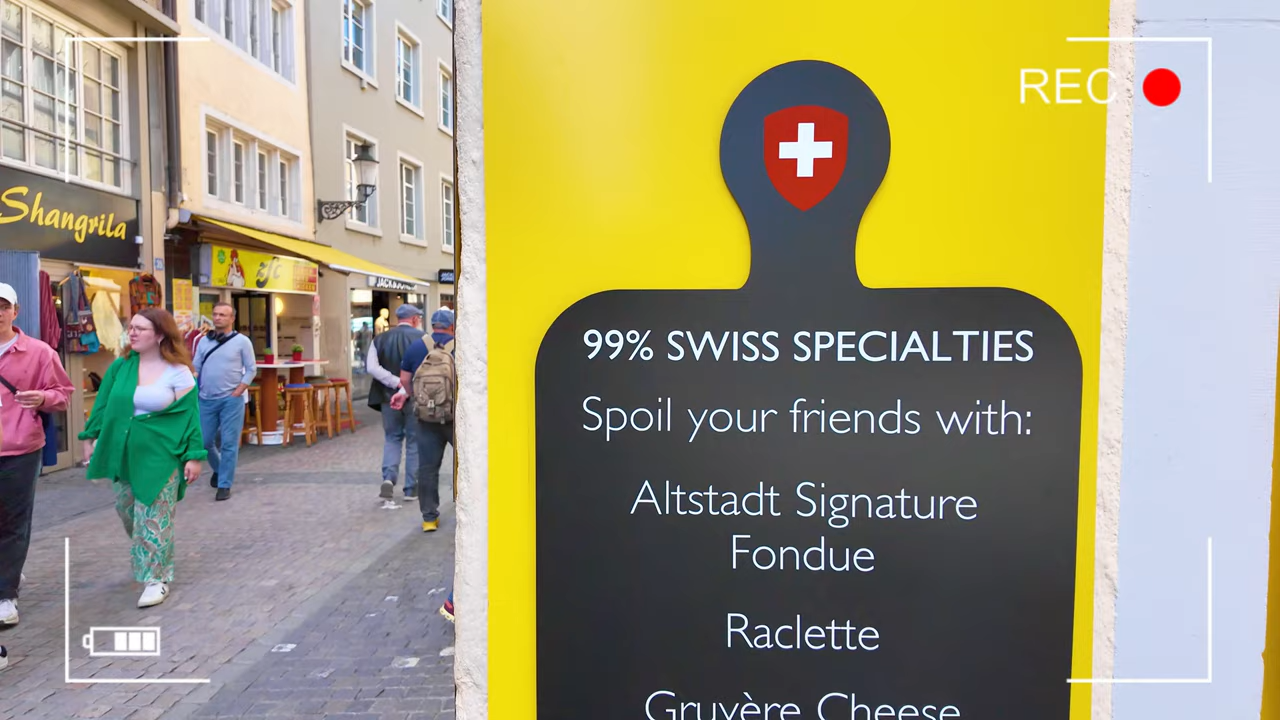 Shangrila
REC
99% SWISS SPECIALTIES
Spoil your friends with:
Altstadt Signature
Fondue
Raclette
Gruyère Cheese